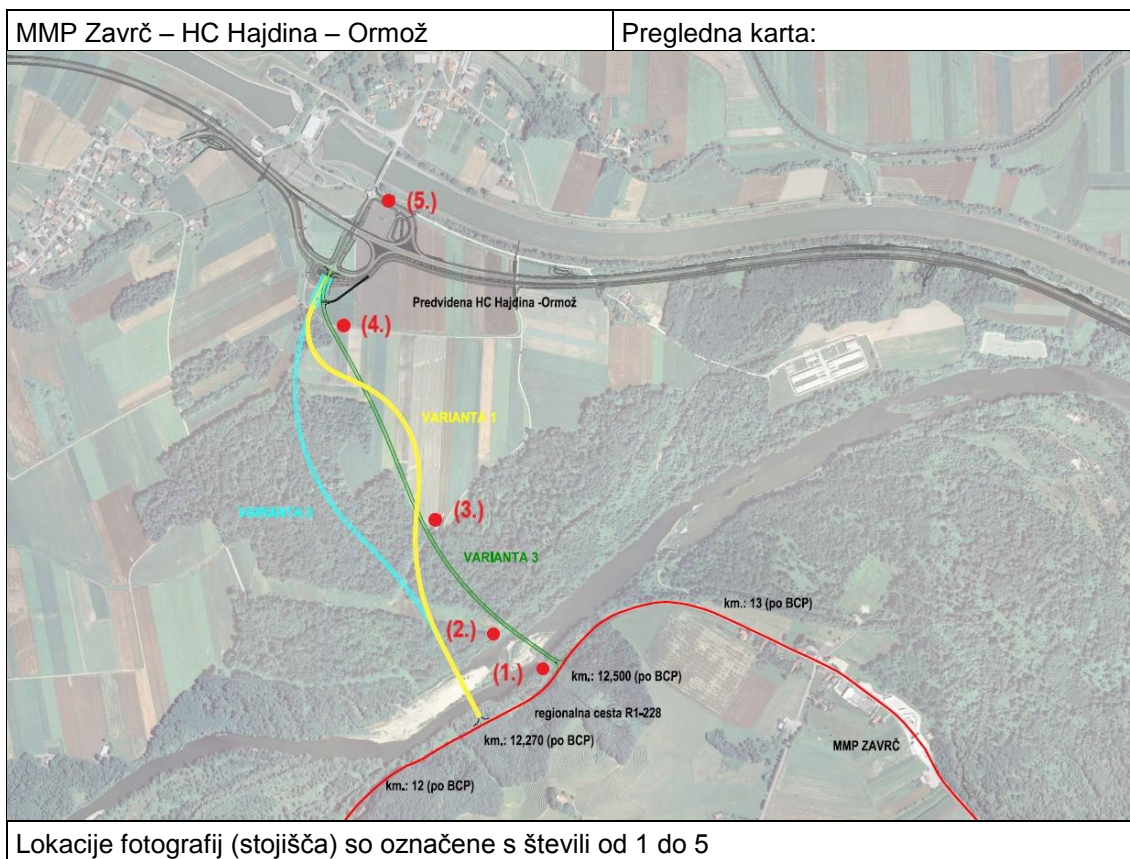 MMP Zavrč – HC Hajdina – Ormož
Pregledna karta:
(5.)
Predvidena HC Hajdina -Ormož
(4.)
VARIANTA 1
(3.)
VARIANTA 2
VARIANTA 3
km.: 13 (po BCP)
(2.)
(1.)
km.: 12,500 (po BCP)
regionalna cesta R1-228
km.: 12,270 (po BCP)
MMP ZAVRČ
km.: 12 (po BCP)
Lokacije fotografij (stojišča) so označene s števili od 1 do 5